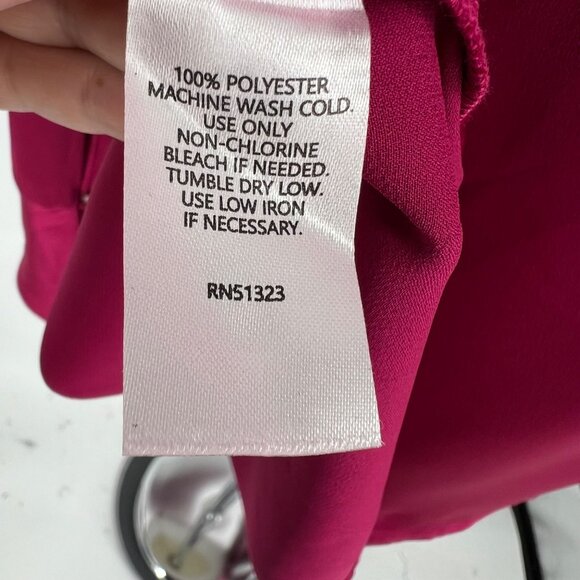 100% POLYESTER
MACHINE WASH COLD.
USE ONLY
NON-CHLORINE
BLEACH IF NEEDED.
TUMBLE DRY LOW.
USE LOW IRON
IF NECESSARY.
RN51323